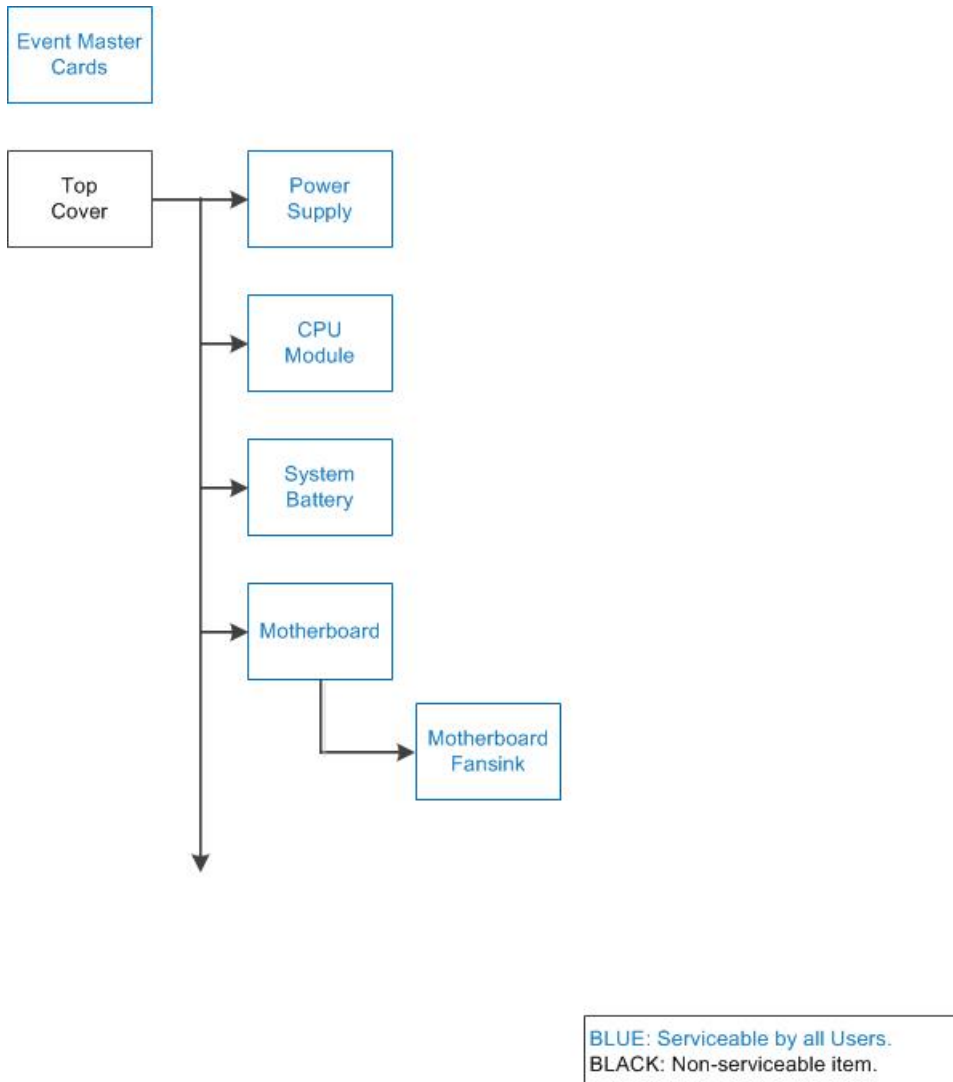 Event Master
Cards
Top
Cover
Power
Supply
CPU
Module
System
Battery
Motherboard
Motherboard
Fansink
BLUE: Serviceable by all Users.
BLACK: Non-serviceable item.